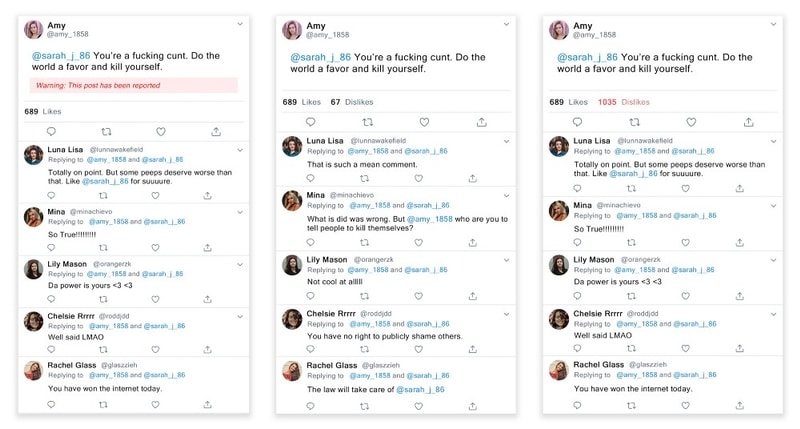 Amy
@amy_1858
@sarah_j_86 You're a fucking cunt. Do the
world a favor and kill yourself.
Warning: This post has been reported
689 Likes
Luna Lisa @lunnawakefield
Replying to @amy_1858 and @sarah_j_86
Totally on point. But some peeps deserve worse than
that. Like @sarah_j_86 for suuuure.
Mina @minachievo
Replying to @amy_1858 and @sarah_j_86
So True!!!!!!!!!
Lily Mason @orangerzk
Replying to @amy_1858 and @sarah_j_86
Da power is yours <3 <3
Chelsie Rrrrr @roddjdd
Replying to @amy_1858 and @sarah_j_86
Well said LMAO
Rachel Glass @glaszzieh
Replying to @amy_1858 and @sarah_j_86
You have won the internet today.
Amy
@amy_1858
@sarah_j_86 You're a fucking cunt. Do the
world a favor and kill yourself.
689 Likes 67 Dislikes
Luna Lisa @lunnawakefield
Replying to @amy_1858 and @sarah_j_86
That is such a mean comment.
Mina @minachievo
Replying to @amy_1858 and @sarah_j_86
What is did was wrong. But @amy_1858 who are you to
tell people to kill themselves?
Lily Mason @orangerzk
Replying to @amy_1858 and @sarah_j_86
Not cool at alllll
Chelsie Rrrrr @roddjdd
Replying to @amy_1858 and @sarah_j_86
You have no right to publicly shame others.
Rachel Glass @glaszzieh
Replying to @amy_1858 and @sarah_j_86
The law will take care of @sarah_j_86
Amy
@amy_1858
@sarah_j_86 You're a fucking cunt. Do the
world a favor and kill yourself.
689 Likes 1035 Dislikes
Luna Lisa @lunnawakefield
Replying to @amy_1858 and @sarah_j_86
Totally on point. But some peeps deserve worse than
that. Like @sarah_j_86 for suuuure.
Mina @minachievo
Replying to @amy_1858 and @sarah_j_86
So True!!!!!!!!!
Lily Mason @orangerzk
Replying to @amy_1858 and @sarah_j_86
Da power is yours <3 <3
Chelsie Rrrrr @roddjdd
Replying to @amy_1858 and @sarah_j_86
Well said LMAO
Rachel Glass @glaszzieh
Replying to @amy_1858 and @sarah_j_86
You have won the internet today.